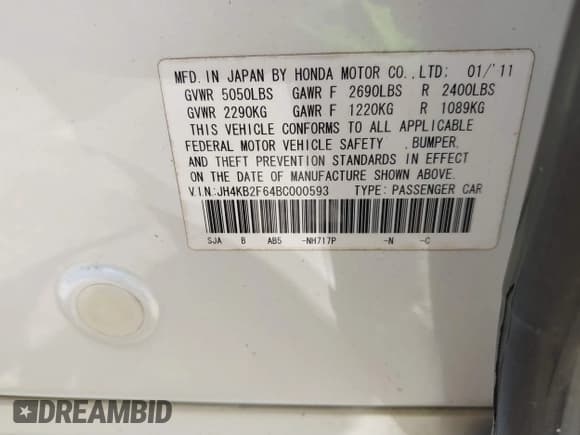 MFD. IN JAPAN BY HONDA MOTOR CO., LTD; 01/'11
GVWR 5050LBS GAWR F 2690LBS R 2400LBS
GVWR 2290KG GAWR F 1220KG R 1089KG
THIS VEHICLE CONFORMS TO ALL APPLICABLE
FEDERAL MOTOR VEHICLE SAFETY , BUMPER,
AND THEFT PREVENTION STANDARDS IN EFFECT
ON THE DATE OF MANUFACTURE SHOWN ABOVE.
V.I.N: JH4KB2F64BC000593 TYPE: PASSENGER CAR
SJA B AB5 -NH717P -N -C
DREAMBID